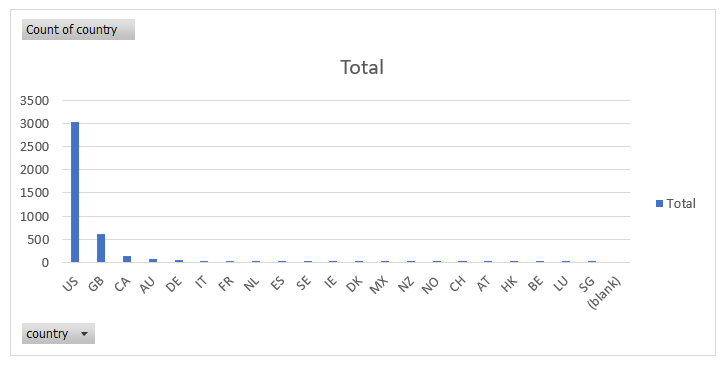 Count of country
Total
3500
3000
2500
2000
1500
1000
500
0
Total
US GB CA AU DE IT FR NL ES SE IE DK MX NZ NO CH AT HK BE LU SG (blank)
country